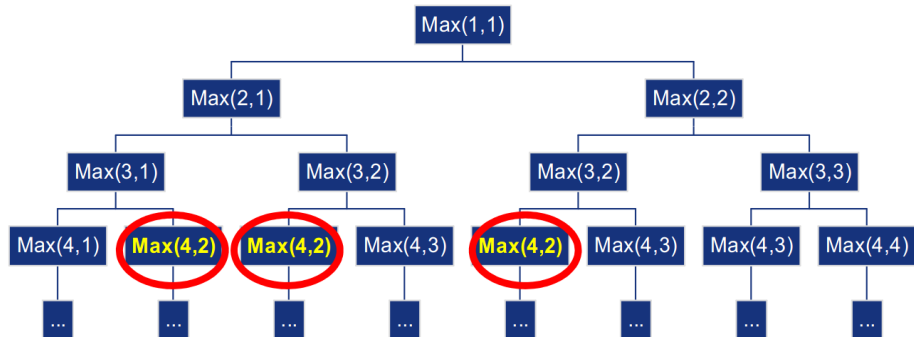 Max(1,1)
Max(2,1) Max(2,2)
Max(3,1) Max(3,2) Max(3,2) Max(3,3)
Max(4,1) Max(4,2) Max(4,2) Max(4,3) Max(4,2) Max(4,3) Max(4,3) Max(4,4)
... ... ... ... ... ... ... ...